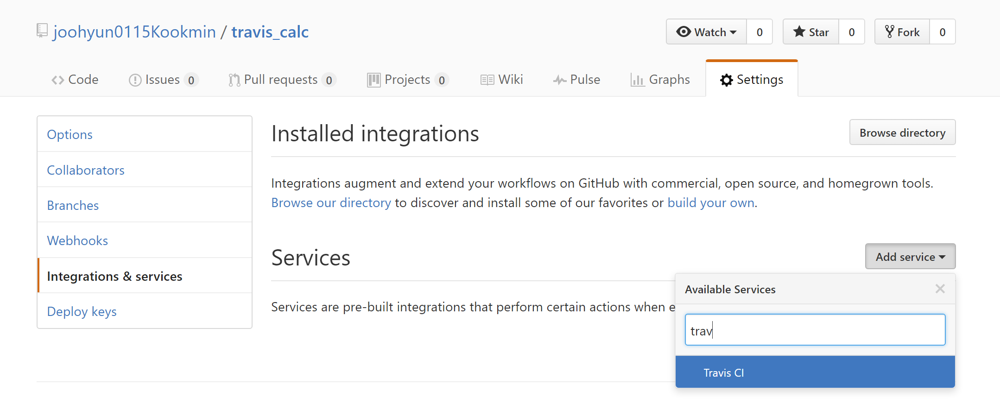 joohyun0115Kookmin / travis_calc
Watch 0 Star 0 Fork 0
Code Issues 0 Pull requests 0 Projects 0 Wiki Pulse Graphs Settings
Options
Collaborators
Branches
Webhooks
Integrations & services
Deploy keys
Installed integrations
Browse directory
Integrations augment and extend your workflows on GitHub with commercial, open source, and homegrown tools.
Browse our directory to discover and install some of our favorites or build your own.
Services
Add service
Services are pre-built integrations that perform certain actions when e
Available Services
trav
Travis CI